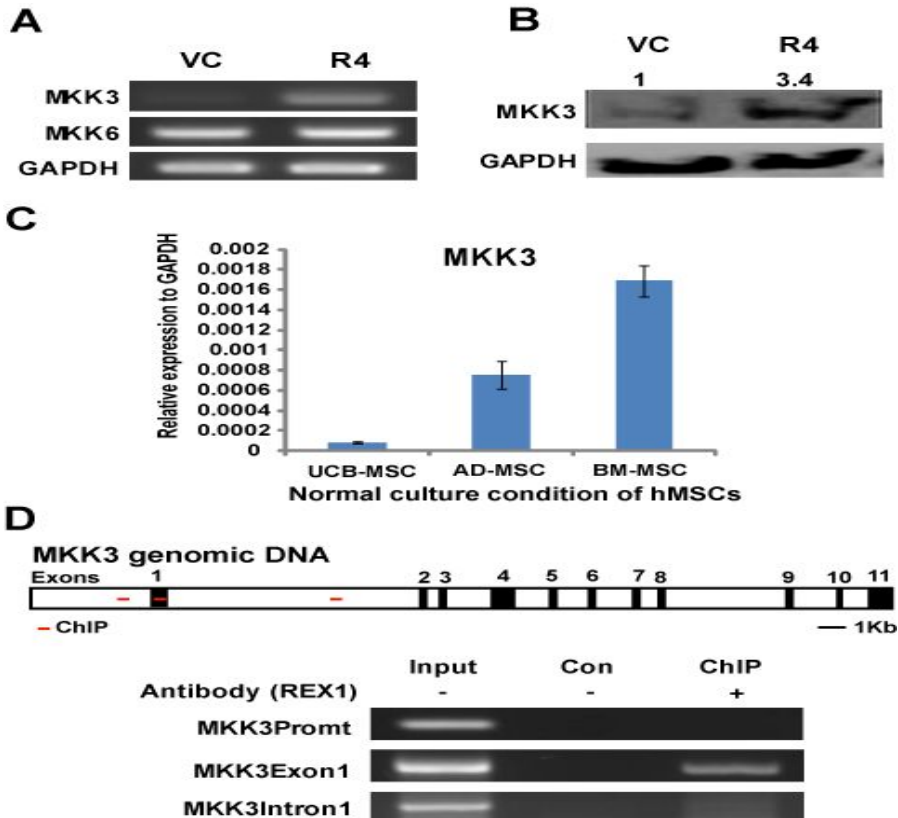 A
VC R4
MKK3
MKK6
GAPDH
B
VC R4
1 3.4
MKK3
GAPDH
C
MKK3
Relative expression to GAPDH
0.002
0.0018
0.0016
0.0014
0.0012
0.001
0.0008
0.0006
0.0004
0.0002
0
UCB-MSC AD-MSC BM-MSC
Normal culture condition of hMSCs
D
MKK3 genomic DNA
Exons 1 2 3 4 5 6 7 8 9 10 11
ChIP 1Kb
Input Con ChIP
Antibody (REX1) - - +
MKK3Promt
MKK3Exon1
MKK3Intron1